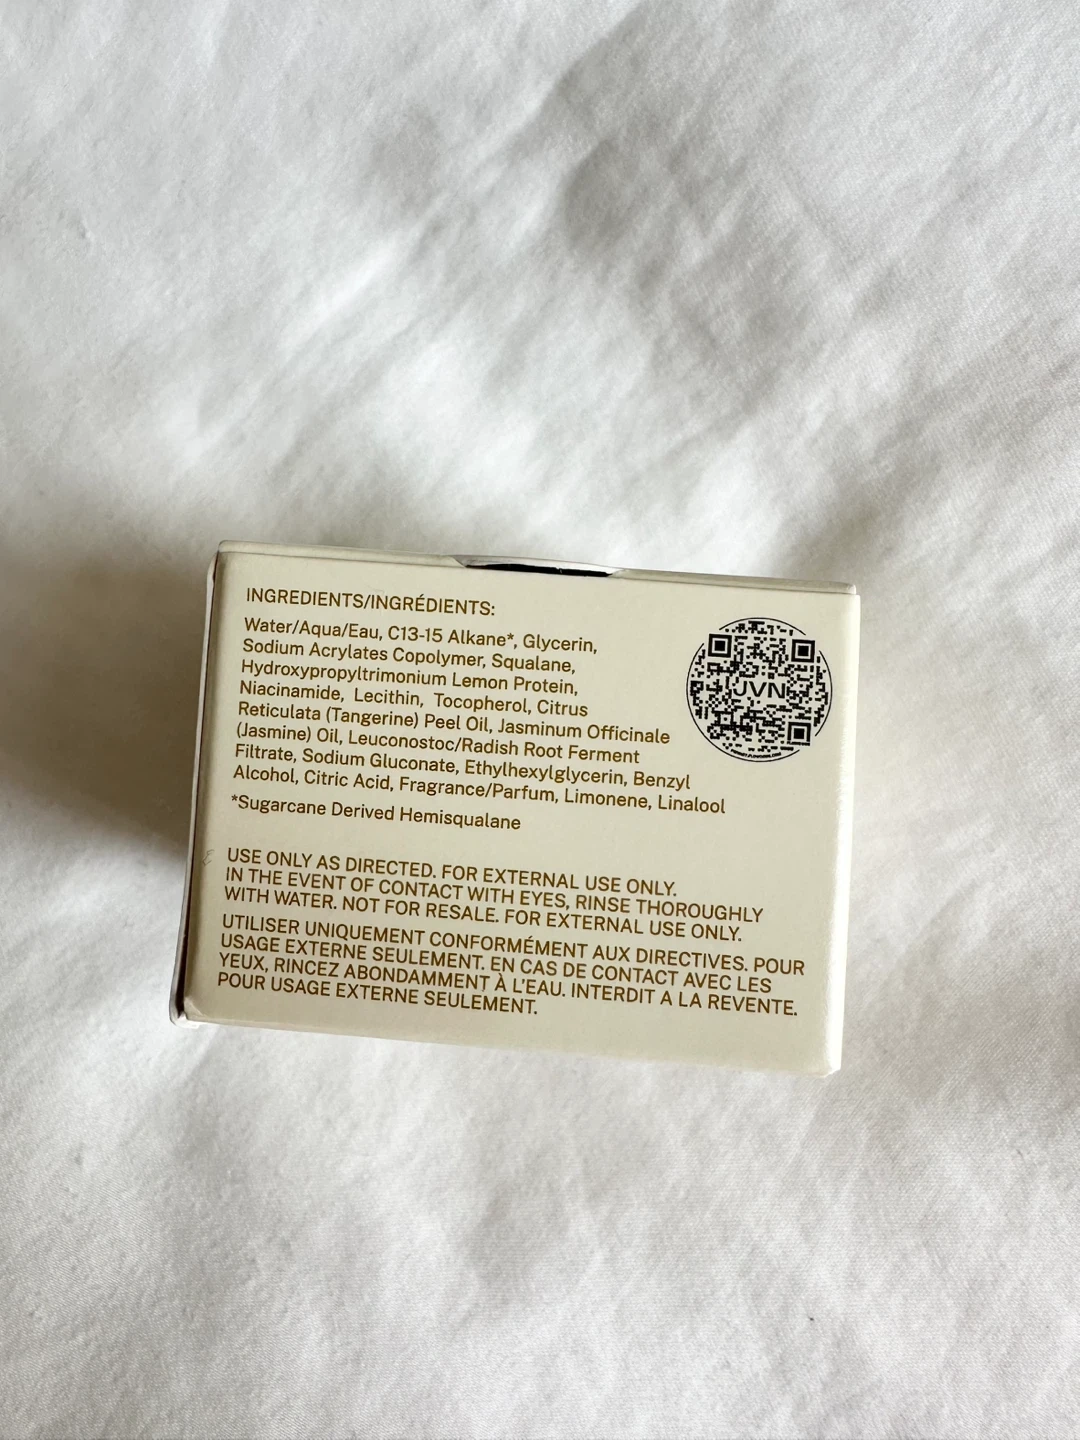 INGREDIENTS/INGRÉDIENTS:
Water/Aqua/Eau, C13-15 Alkane*, Glycerin,
Sodium Acrylates Copolymer, Squalane,
Hydroxypropyltrimonium Lemon Protein,
Niacinamide, Lecithin, Tocopherol, Citrus
Reticulata (Tangerine) Peel Oil, Jasminum Officinale
(Jasmine) Oil, Leuconostoc/Radish Root Ferment
Filtrate, Sodium Gluconate, Ethylhexylglycerin, Benzyl
Alcohol, Citric Acid, Fragrance/Parfum, Limonene, Linalool
*Sugarcane Derived Hemisqualane
JVN
USE ONLY AS DIRECTED. FOR EXTERNAL USE ONLY.
IN THE EVENT OF CONTACT WITH EYES, RINSE THOROUGHLY
WITH WATER. NOT FOR RESALE. FOR EXTERNAL USE ONLY.
UTILISER UNIQUEMENT CONFORMÉMENT AUX DIRECTIVES. POUR
USAGE EXTERNE SEULEMENT. EN CAS DE CONTACT AVEC LES
YEUX, RINCEZ ABONDAMMENT À L'EAU. INTERDIT A LA REVENTE.
POUR USAGE EXTERNE SEULEMENT.